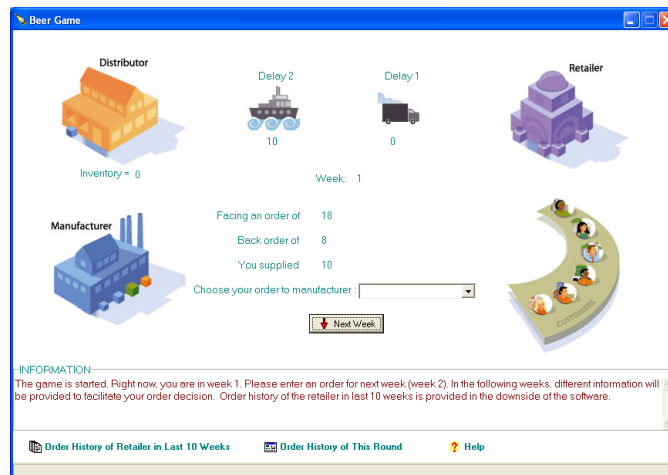 Beer Game
Distributor
Delay 2
Delay 1
Retailer
10
0
Inventory = 0
Week: 1
Manufacturer
Facing an order of 18
Back order of 8
You supplied 10
Choose your order to manufacturer :
Next Week
CUSTOMERS
INFORMATION
The game is started. Right now, you are in week 1. Please enter an order for next week (week 2). In the following weeks, different information will
be provided to facilitate your order decision. Order history of the retailer in last 10 weeks is provided in the downside of the software.
Order History of Retailer in Last 10 Weeks
Order History of This Round
? Help